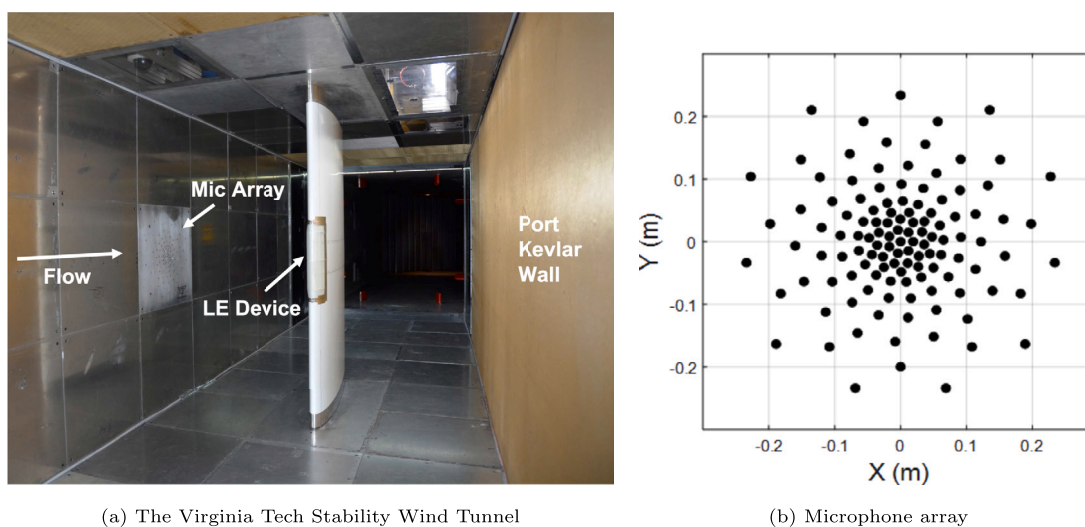 Mic Array
Flow
LE Device
Port
Kevlar
Wall
(a) The Virginia Tech Stability Wind Tunnel
0.2
0.1
0
-0.1
-0.2
Y (m)
-0.2
-0.1
0
0.1
0.2
X (m)
(b) Microphone array